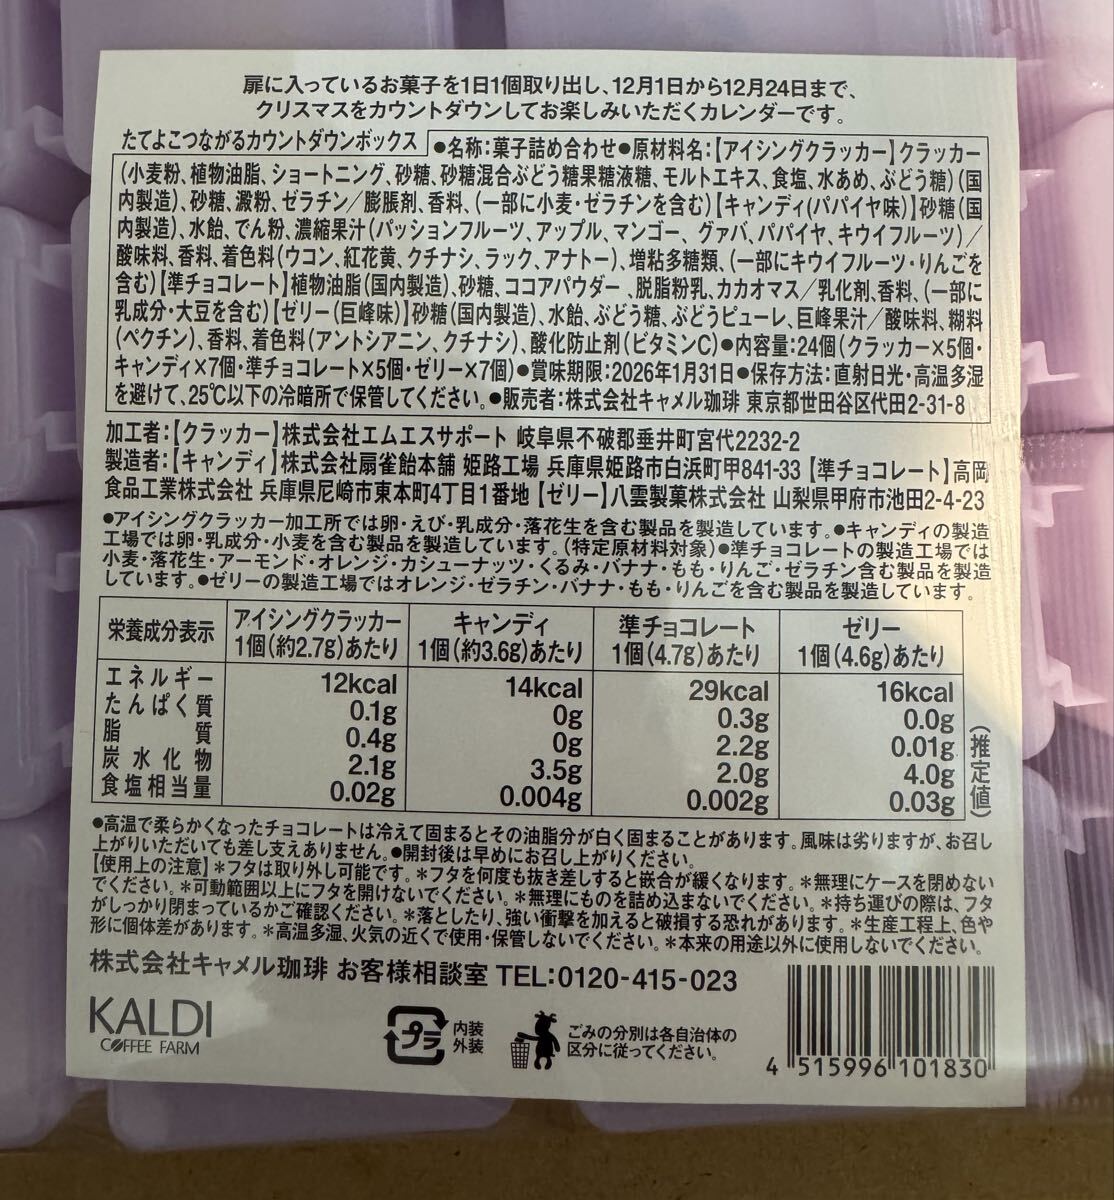 扉に入っているお菓子を1日1個取り出し、12月1日から12月24日まで、
クリスマスをカウントダウンしてお楽しみいただくカレンダーです。
たてよこつながるカウントダウンボックス
●名称:菓子詰め合わせ●原材料名:【アイシングクラッカー】クラッカー
(小麦粉、植物油脂、ショートニング、砂糖、砂糖混合ぶどう糖果糖液糖、モルトエキス、食塩、水あめ、ぶどう糖)(国
内製造)、砂糖、澱粉、ゼラチン/膨脹剤、香料、(一部に小麦・ゼラチンを含む)【キャンディ(パパイヤ味)】砂糖(国
内製造)、水飴、でん粉、濃縮果汁(パッションフルーツ、アップル、マンゴー、グァバ、パパイヤ、キウイフルーツ)/
酸味料、香料、着色料(ウコン、紅花黄、クチナシ、ラック、アナトー)、増粘多糖類、(一部にキウイフルーツ・りんごを
含む)【準チョコレート】植物油脂(国内製造)、砂糖、ココアパウダー、脱脂粉乳、カカオマス/乳化剤、香料、(一部に
乳成分・大豆を含む)【ゼリー(巨峰味)】砂糖(国内製造)、水飴、ぶどう糖、ぶどうピューレ、巨峰果汁/酸味料、糊料
(ペクチン)、香料、着色料(アントシアニン、クチナシ)、酸化防止剤(ビタミンC)●内容量:24個(クラッカー×5個・
キャンディ×7個・準チョコレート×5個・ゼリー×7個)●賞味期限:2026年1月31日●保存方法:直射日光・高温多湿
を避けて、25℃以下の冷暗所で保管してください。●販売者:株式会社キャメル珈琲 東京都世田谷区代田2-31-8
加工者:【クラッカー】株式会社エムエスサポート 岐阜県不破郡垂井町宮代2232-2
製造者:【キャンディ】株式会社扇雀飴本舗 姫路工場 兵庫県姫路市白浜町甲841-33【準チョコレート】高岡
食品工業株式会社 兵庫県尼崎市東本町4丁目1番地【ゼリー】八雲製菓株式会社 山梨県甲府市池田2-4-23
●アイシングクラッカー加工所では卵・えび・乳成分・落花生を含む製品を製造しています。●キャンディの製造
工場では卵・乳成分・小麦を含む製品を製造しています。(特定原材料対象)●準チョコレートの製造工場では
小麦・落花生・アーモンド・オレンジ・カシューナッツ・くるみ・バナナ・もも・りんご・ゼラチン含む製品を製造
しています。●ゼリーの製造工場ではオレンジ・ゼラチン・バナナ・もも・りんごを含む製品を製造しています。
栄養成分表示 アイシングクラッカー 1個(約2.7g)あたり キャンディ 1個(約3.6g)あたり 準チョコレート 1個(4.7g)あたり ゼリー 1個(4.6g)あたり
エネルギー 12kcal 14kcal 29kcal 16kcal
たんぱく質 0.1g 0g 0.3g 0.0g
脂質 0.4g 0g 2.2g 0.01g
炭水化物 2.1g 3.5g 2.0g 4.0g
食塩相当量 0.02g 0.004g 0.002g 0.03g
(推定値)
●高温で柔らかくなったチョコレートは冷えて固まるとその油脂分が白く固まることがあります。風味は劣りますが、お召し
上がりいただいても差し支えありません。●開封後は早めにお召し上がりください。
【使用上の注意】＊フタは取り外し可能です。＊フタを何度も抜き差しすると嵌合が緩くなります。＊無理にケースを閉めない
でください。＊可動範囲以上にフタを開けないでください。＊無理にものを詰め込まないでください。＊持ち運びの際は、フタ
がしっかり閉まっているかご確認ください。＊落としたり、強い衝撃を加えると破損する恐れがあります。＊生産工程上、色や
形に個体差があります。＊高温多湿、火気の近くで使用・保管しないでください。＊本来の用途以外に使用しないでください。
株式会社キャメル珈琲 お客様相談室 TEL:0120-415-023
KALDI
COFFEE FARM
プラ
内装
外装
ごみの分別は各自治体の
区分に従ってください。
4 515996 101830